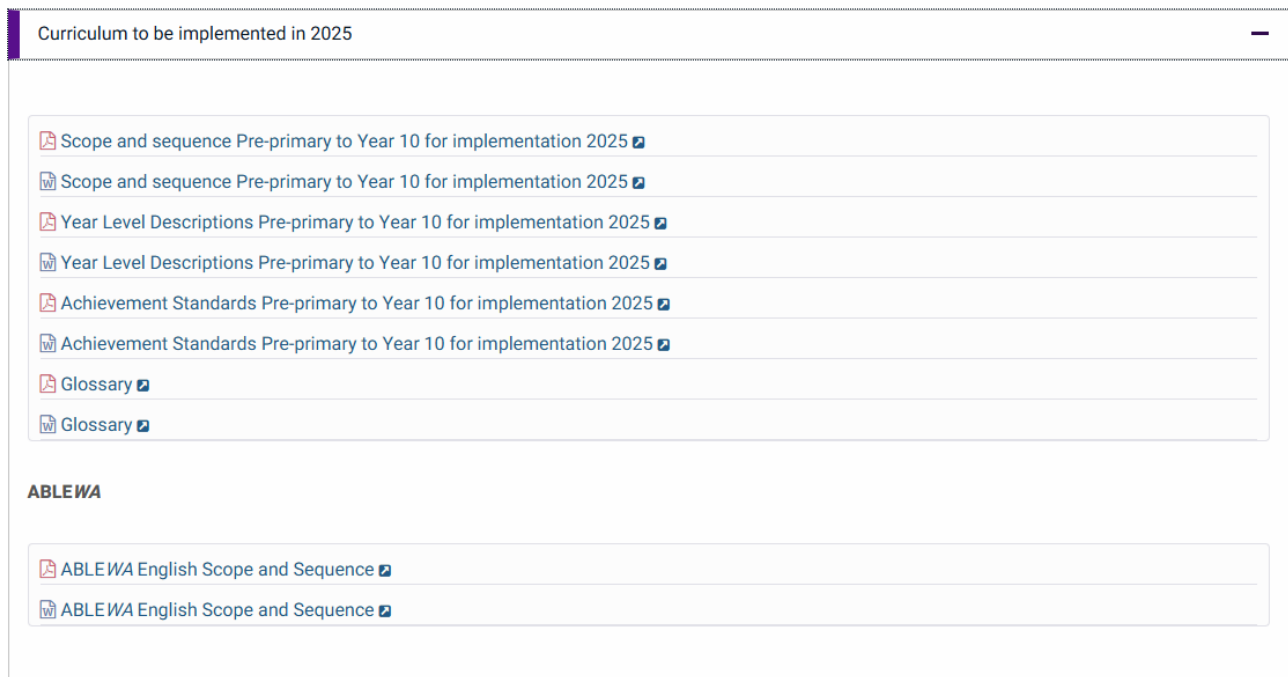 Curriculum to be implemented in 2025
Scope and sequence Pre-primary to Year 10 for implementation 2025
Scope and sequence Pre-primary to Year 10 for implementation 2025
Year Level Descriptions Pre-primary to Year 10 for implementation 2025
Year Level Descriptions Pre-primary to Year 10 for implementation 2025
Achievement Standards Pre-primary to Year 10 for implementation 2025
Achievement Standards Pre-primary to Year 10 for implementation 2025
Glossary
Glossary
ABLEWA
ABLEWA English Scope and Sequence
ABLEWA English Scope and Sequence